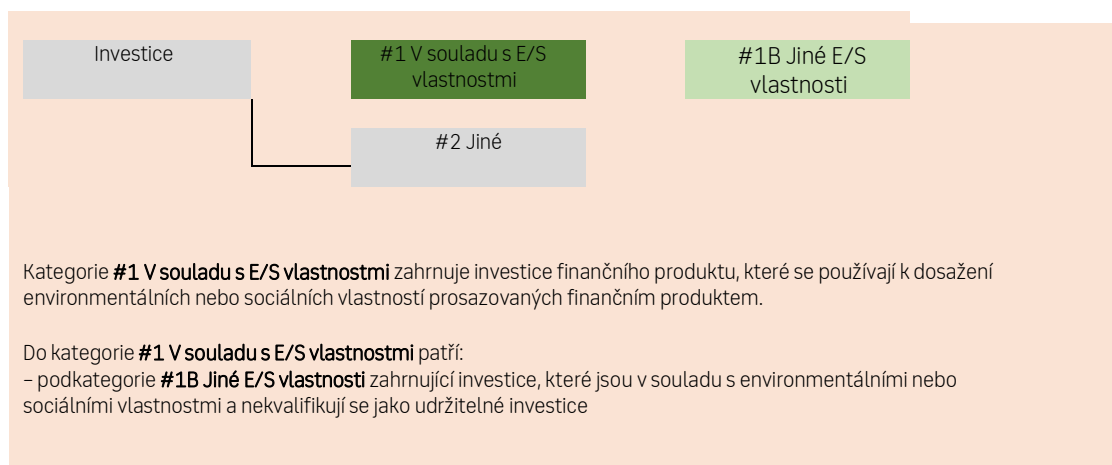 Investice
#1 V souladu s E/S
vlastnostmi
#1B Jiné E/S
vlastnosti
#2 Jiné
Kategorie #1 V souladu s E/S vlastnostmi zahrnuje investice finančního produktu, které se používají k dosažení
environmentálních nebo sociálních vlastností prosazovaných finančním produktem.
Do kategorie #1 V souladu s E/S vlastnostmi patří:
– podkategorie #1B Jiné E/S vlastnosti zahrnující investice, které jsou v souladu s environmentálními nebo
sociálními vlastnostmi a nekvalifikují se jako udržitelné investice